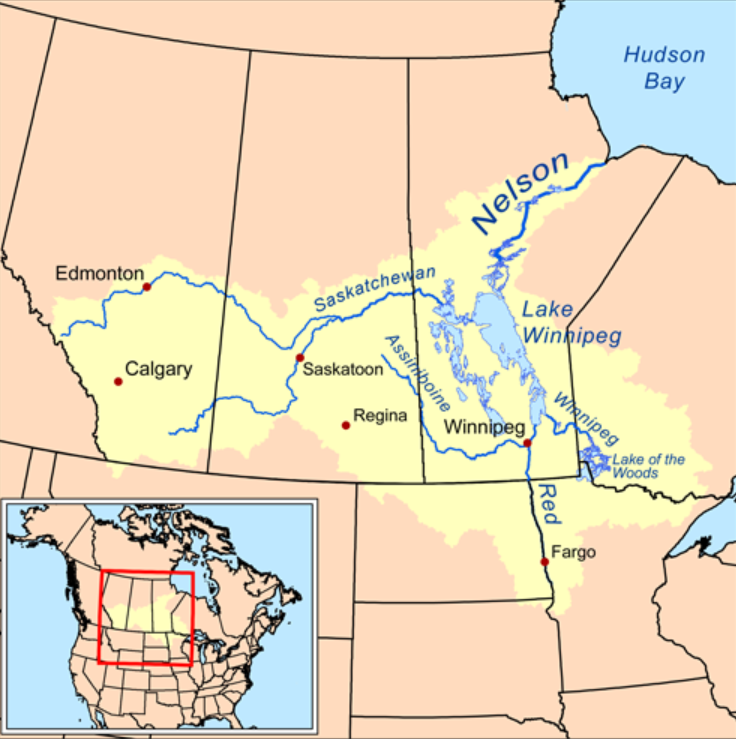 Hudson
Bay
Nelson
Edmonton
Saskatchewan
Lake
Winnipeg
Calgary
Assiniboine
Saskatoon
Regina
Winnipeg
Winnipeg
Lake of the
Woods
Red
Fargo